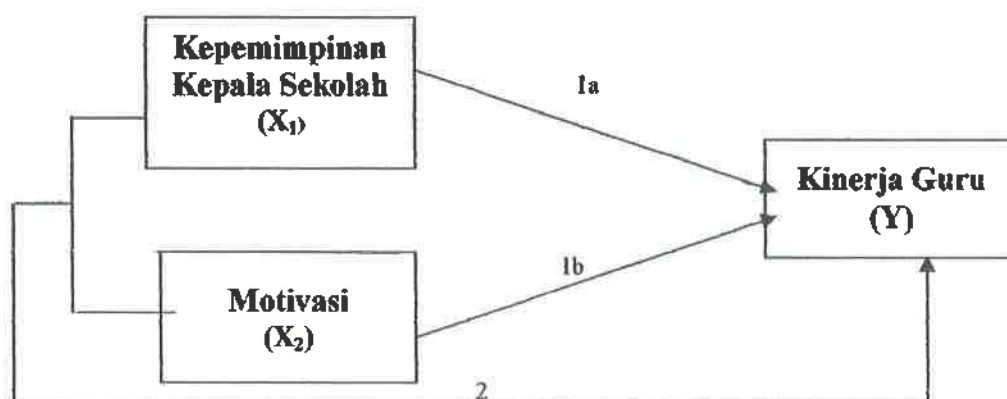 Kepemimpinan
Kepala Sekolah
(X₁)
1a
Kinerja Guru
(Y)
1b
Motivasi
(X₂)
2